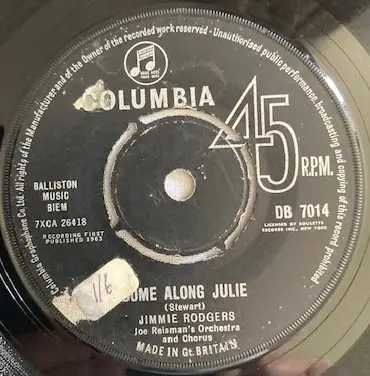 and of the Owner of the recorded work reserved - Unauthorised public performance, broadcasting and copying of this record prohibited
Columbia Graphophone Co. Ltd. All rights of the Manufacturer
COLUMBIA
45
R.P.M.
BALLISTON
MUSIC
BIEM
7XCA 26418
RECORDING FIRST
PUBLISHED 1963
DB 7014
LICENSED BY ROULETTE
RECORDS INC., NEW YORK
1/6
COME ALONG JULIE
(Stewart)
JIMMIE RODGERS
Joe Reisman's Orchestra
and Chorus
MADE IN Gt. BRITAIN